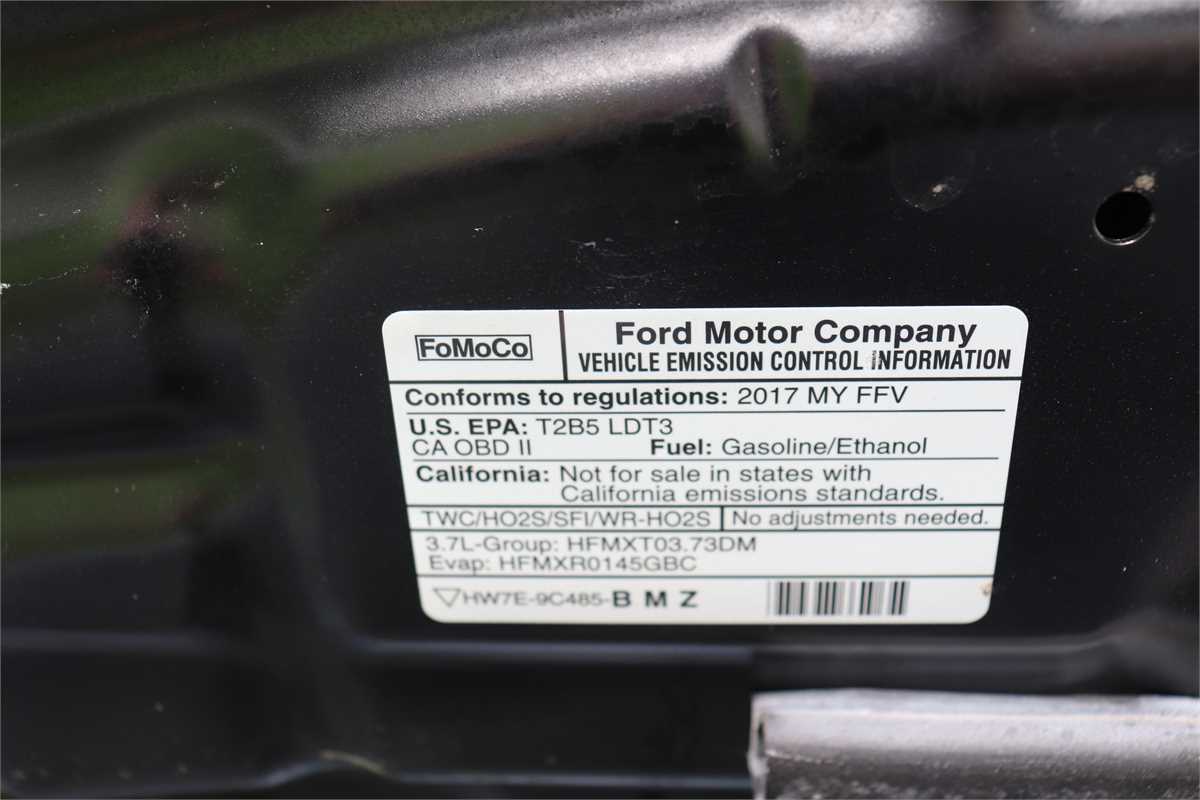 FoMoCo
Ford Motor Company
VEHICLE EMISSION CONTROL INFORMATION
Conforms to regulations: 2017 MY FFV
U.S. EPA: T2B5 LDT3
CA OBD II Fuel: Gasoline/Ethanol
California: Not for sale in states with
California emissions standards.
TWC/HO2S/SFI/WR-HO2S No adjustments needed.
3.7L-Group: HFMXT03.73DM
Evap: HFMXR0145GBC
HW7E-9C485-B M Z